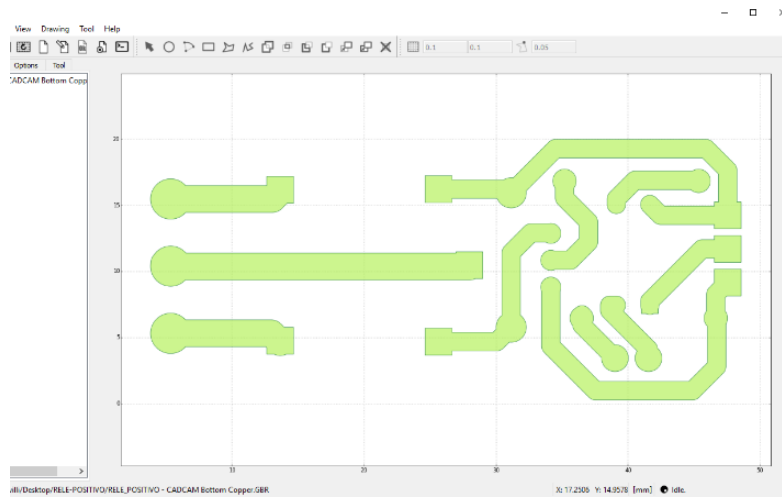 View Drawing Tool Help
0.1 0.1 0.05
Options Tool
CADCAM Bottom Copp
20
15
10
5
0
10 20 30 40 50
villi/Desktop/RELE-POSITIVO/RELE_POSITIVO - CADCAM Bottom Copper.GBR X: 17.2506 Y: 14.9578 [mm] Idle.